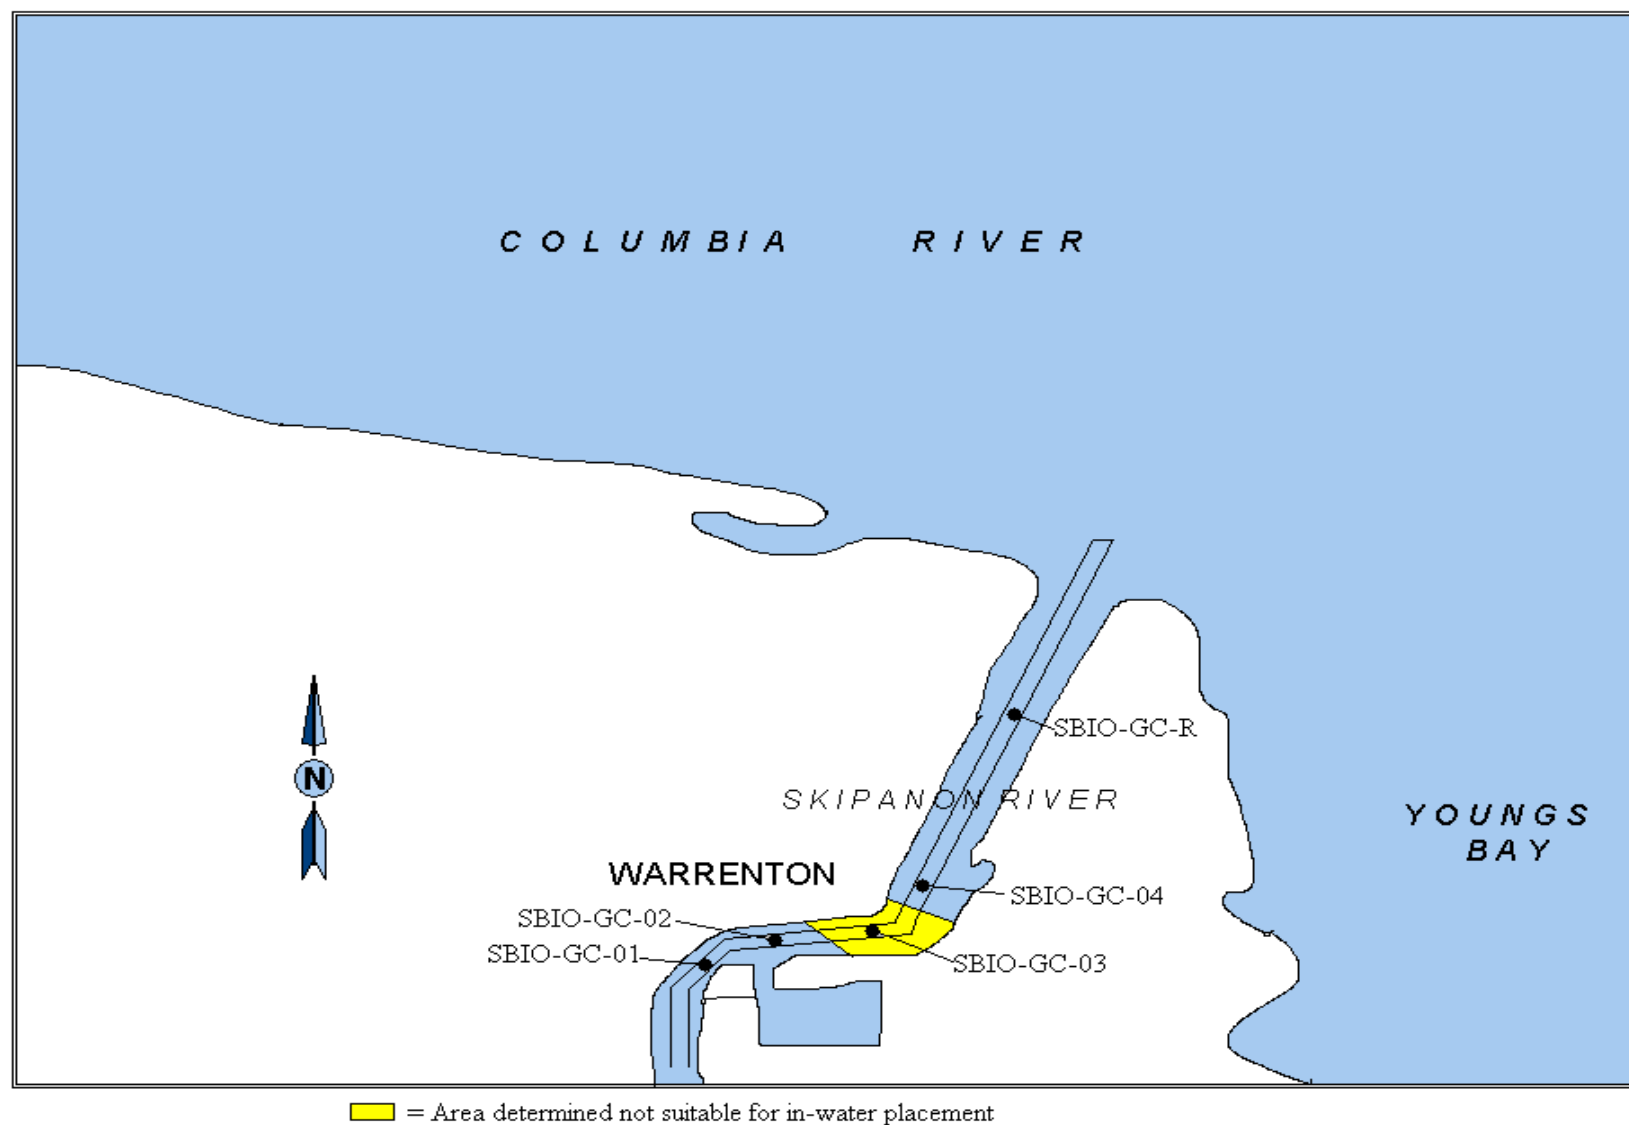 COLUMBIA RIVER
SBIO-GC-R
SKIPANON RIVER
N
YOUNGS
BAY
WARRENTON
SBIO-GC-04
SBIO-GC-02
SBIO-GC-01
SBIO-GC-03
= Area determined not suitable for in-water placement